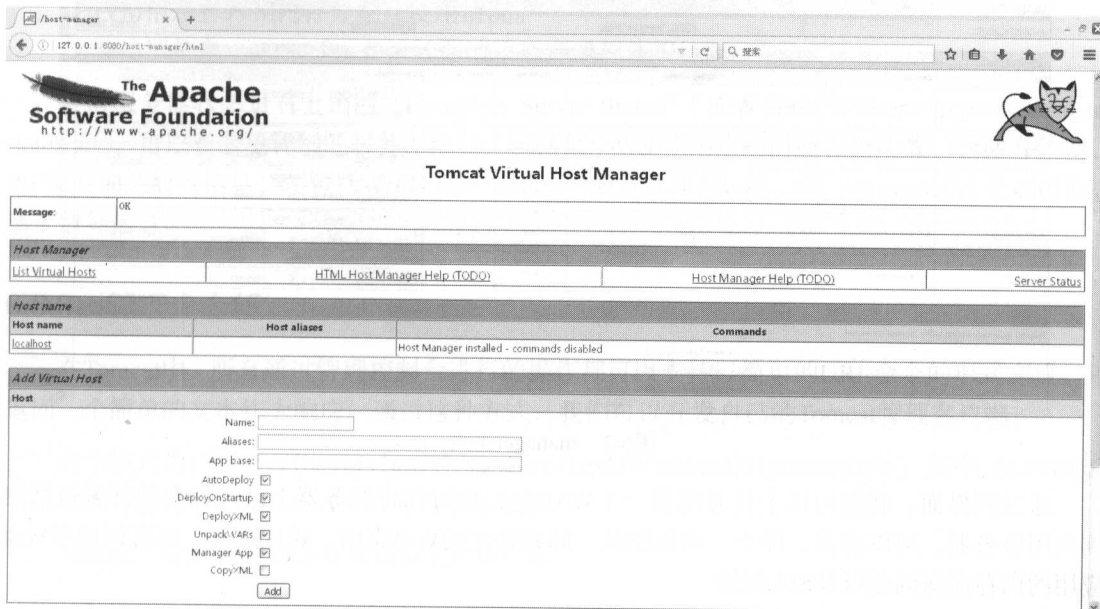 /host-manager
127.0.0.1:8080/host-manager/html
搜索
The Apache
Software Foundation
http://www.apache.org/
Tomcat Virtual Host Manager
Message: OK
Host Manager
List Virtual Hosts HTML Host Manager Help (TODO) Host Manager Help (TODO) Server Status
Host name
Host name Host aliases Commands
localhost Host Manager installed - commands disabled
Add Virtual Host
Host
Name:
Aliases:
App base:
AutoDeploy
DeployOnStartup
DeployXML
UnpackWARs
Manager App
CopyXML
Add